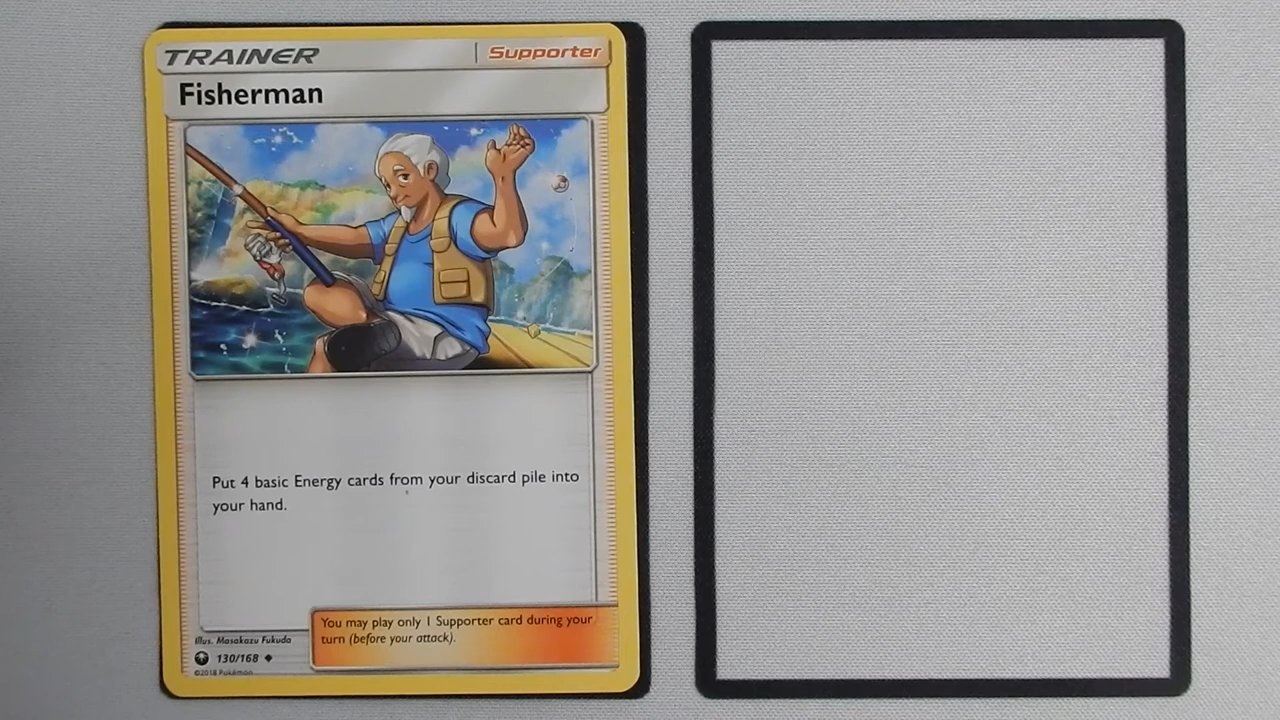 TRAINER
Supporter
Fisherman
Put 4 basic Energy cards from your discard pile into
your hand.
You may play only 1 Supporter card during your
turn (before your attack).
Illus. Masakazu Fukuda
130/168
©2018 Pokémon